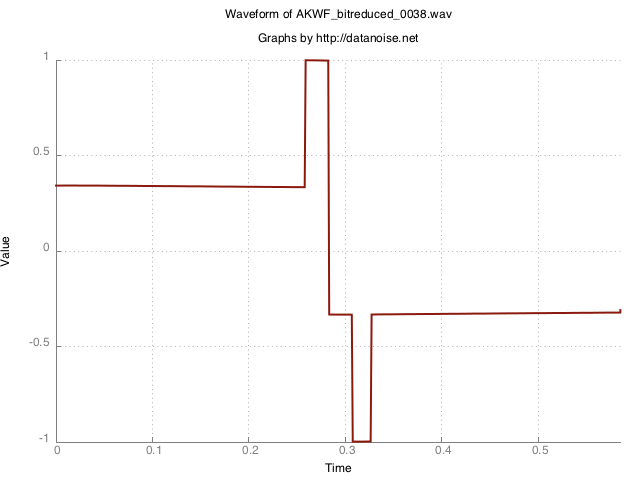 Waveform of AKWF_bitreduced_0038.wav
Graphs by http://datanoise.net
1
0.5
0
-0.5
-1
Value
0
0.1
0.2
0.3
0.4
0.5
Time